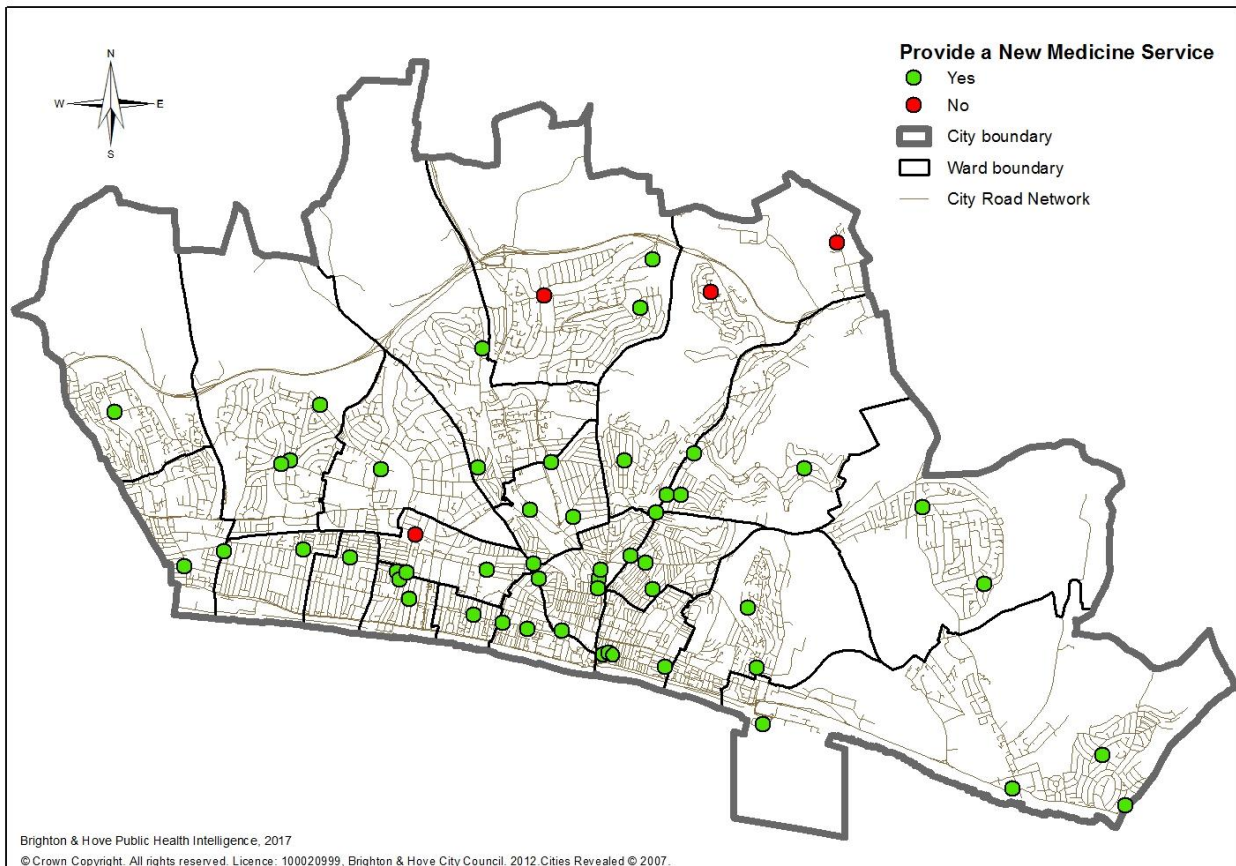 N
W E
S
Provide a New Medicine Service
Yes
No
City boundary
Ward boundary
City Road Network
Brighton & Hove Public Health Intelligence, 2017
© Crown Copyright. All rights reserved. Licence: 100020999, Brighton & Hove City Council. 2012.Cities Revealed © 2007.